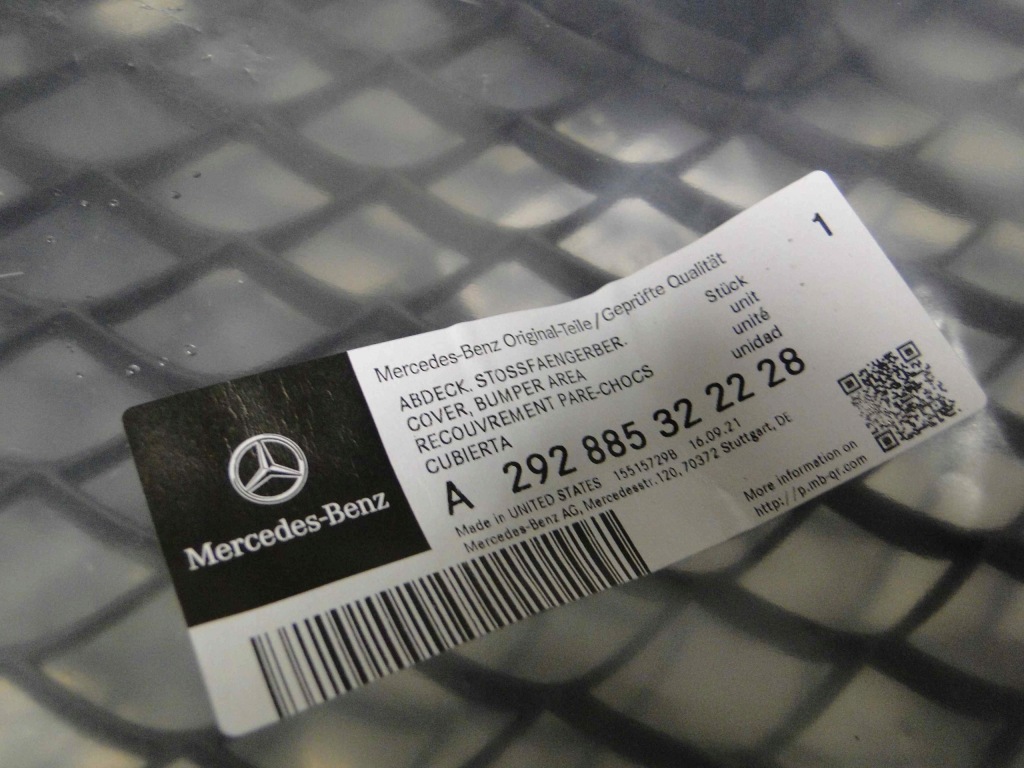 Mercedes-Benz
Mercedes-Benz Original-Teile / Geprüfte Qualität
1
ABDECK. STOSSFAENGERBER.
COVER, BUMPER AREA
RECOUVREMENT PARE-CHOCS
CUBIERTA
Stück
unit
unité
unidad
A 292 885 32 22 28
Made in UNITED STATES 15515729B 16.09.21
Mercedes-Benz AG, Mercedesstr.120, 70372 Stuttgart, DE
More information on
http://p.mb-qr.com